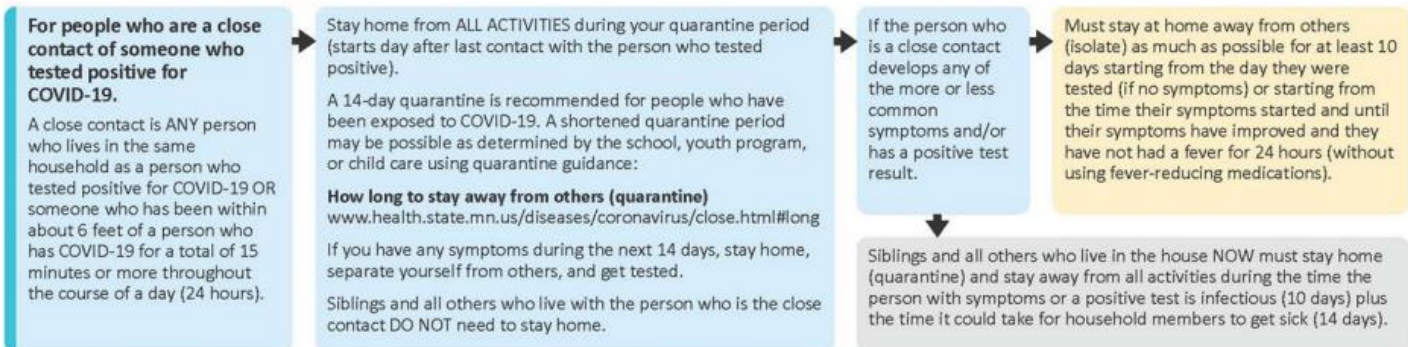 For people who are a close
contact of someone who
tested positive for
COVID-19.
A close contact is ANY person
who lives in the same
household as a person who
tested positive for COVID-19 OR
someone who has been within
about 6 feet of a person who
has COVID-19 for a total of 15
minutes or more throughout
the course of a day (24 hours).
Stay home from ALL ACTIVITIES during your quarantine period
(starts day after last contact with the person who tested
positive).
A 14-day quarantine is recommended for people who have
been exposed to COVID-19. A shortened quarantine period
may be possible as determined by the school, youth program,
or child care using quarantine guidance:
How long to stay away from others (quarantine)
www.health.state.mn.us/diseases/coronavirus/close.html#long
If you have any symptoms during the next 14 days, stay home,
separate yourself from others, and get tested.
Siblings and all others who live with the person who is the close
contact DO NOT need to stay home.
If the person who
is a close contact
develops any of
the more or less
common
symptoms and/or
has a positive test
result.
Must stay at home away from others
(isolate) as much as possible for at least 10
days starting from the day they were
tested (if no symptoms) or starting from
the time their symptoms started and until
their symptoms have improved and they
have not had a fever for 24 hours (without
using fever-reducing medications).
Siblings and all others who live in the house NOW must stay home
(quarantine) and stay away from all activities during the time the
person with symptoms or a positive test is infectious (10 days) plus
the time it could take for household members to get sick (14 days).